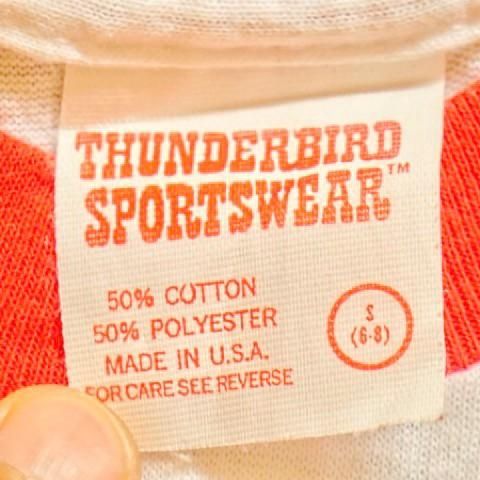 THUNDERBIRD
SPORTSWEAR™
50% COTTON
50% POLYESTER
MADE IN U.S.A.
FOR CARE SEE REVERSE
S
(6-8)